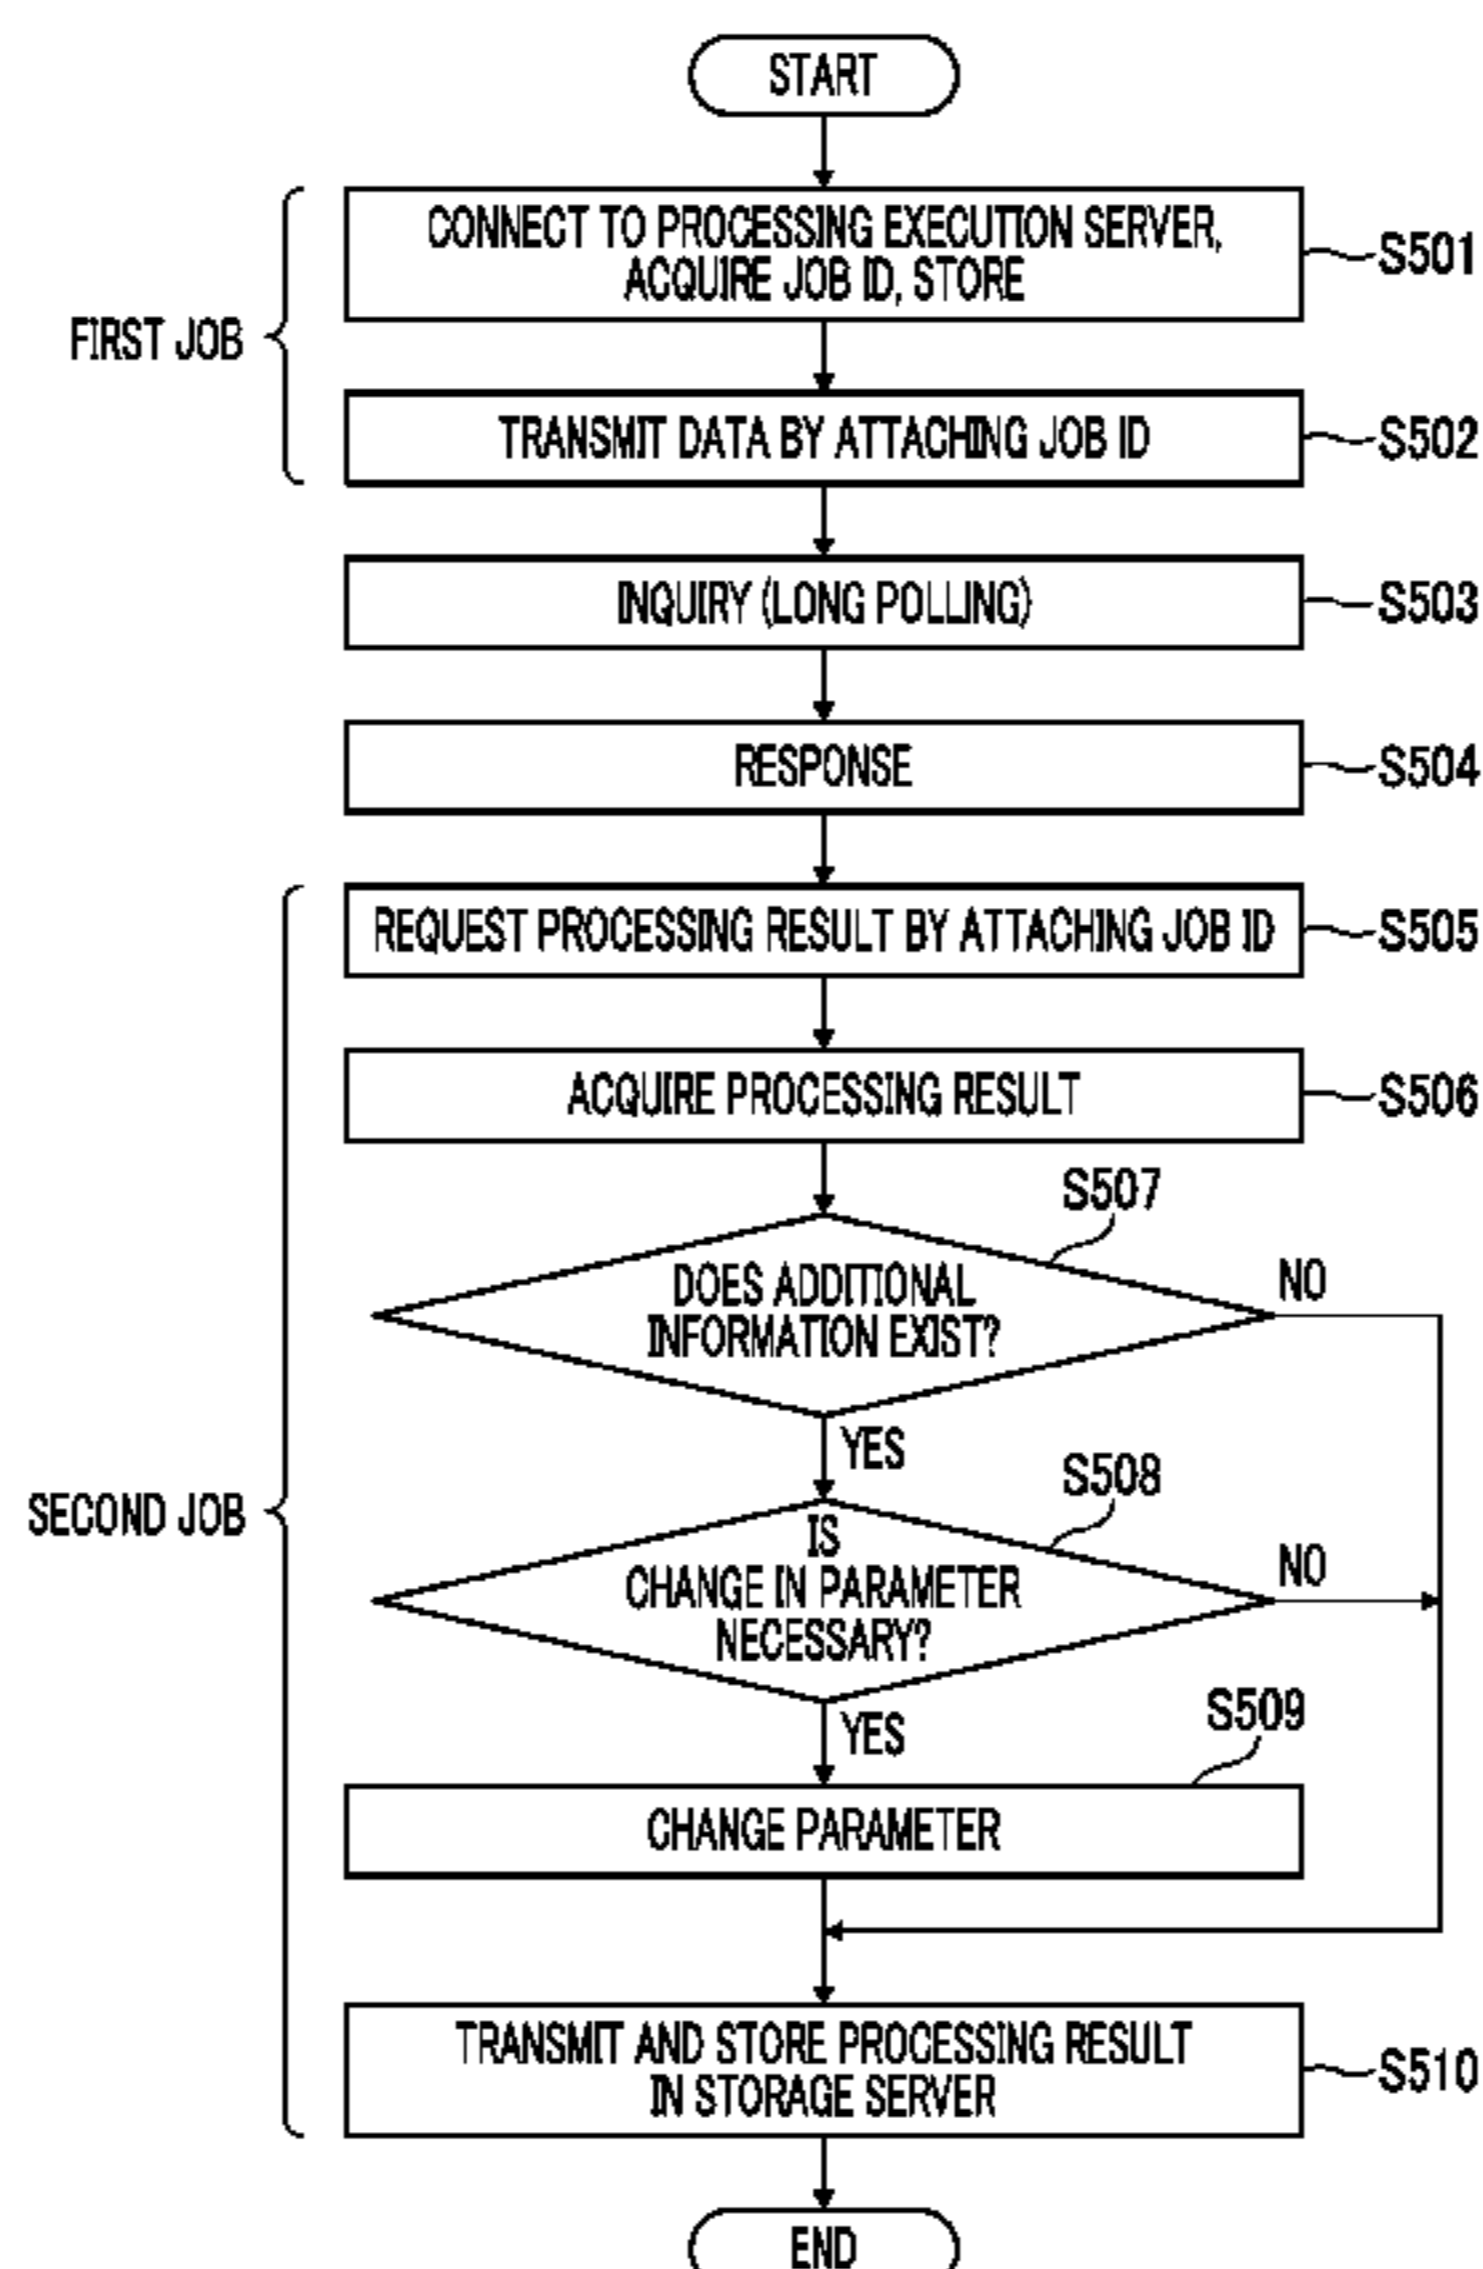 START
CONNECT TO PROCESSING EXECUTION SERVER,
ACQUIRE JOB ID, STORE
S501
FIRST JOB
TRANSMIT DATA BY ATTACHING JOB ID
S502
INQUIRY (LONG POLLING)
S503
RESPONSE
S504
REQUEST PROCESSING RESULT BY ATTACHING JOB ID
S505
ACQUIRE PROCESSING RESULT
S506
S507
DOES ADDITIONAL
INFORMATION EXIST?
NO
YES
SECOND JOB
S508
IS
CHANGE IN PARAMETER
NECESSARY?
NO
YES
S509
CHANGE PARAMETER
TRANSMIT AND STORE PROCESSING RESULT
IN STORAGE SERVER
S510
END